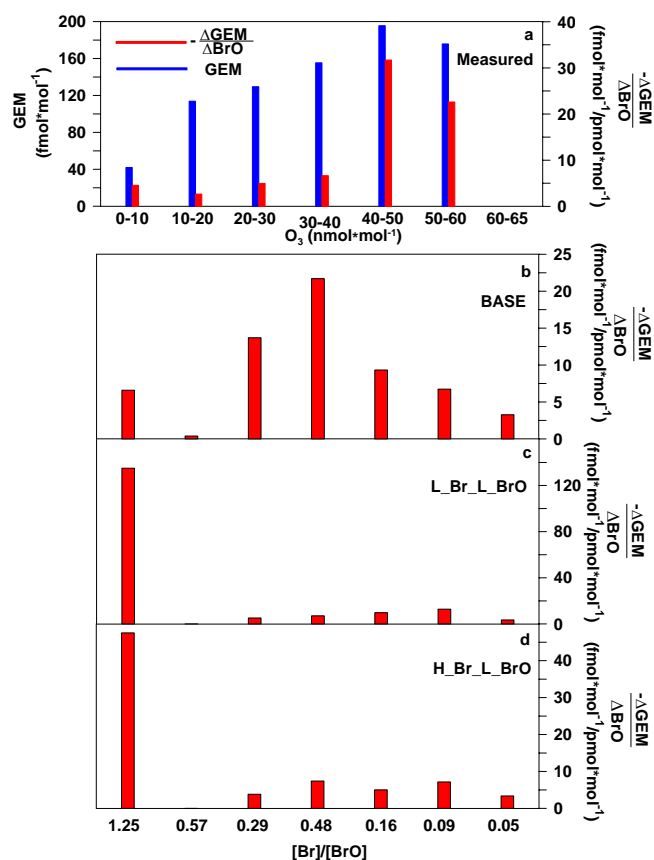 200
160
120
80
40
0
GEM
(fmol*mol-1)
-ΔGEM
ΔBrO
GEM
a
Measured
40
30
20
10
0
-ΔGEM
ΔBrO
(fmol*mol-1/pmol*mol-1)
0-10 10-20 20-30 30-40 40-50 50-60 60-65
O3 (nmol*mol-1)
b
BASE
25
20
15
10
5
0
-ΔGEM
ΔBrO
(fmol*mol-1/pmol*mol-1)
c
L_Br_L_BrO
120
80
40
0
-ΔGEM
ΔBrO
(fmol*mol-1/pmol*mol-1)
d
H_Br_L_BrO
40
30
20
10
0
-ΔGEM
ΔBrO
(fmol*mol-1/pmol*mol-1)
1.25 0.57 0.29 0.48 0.16 0.09 0.05
[Br]/[BrO]